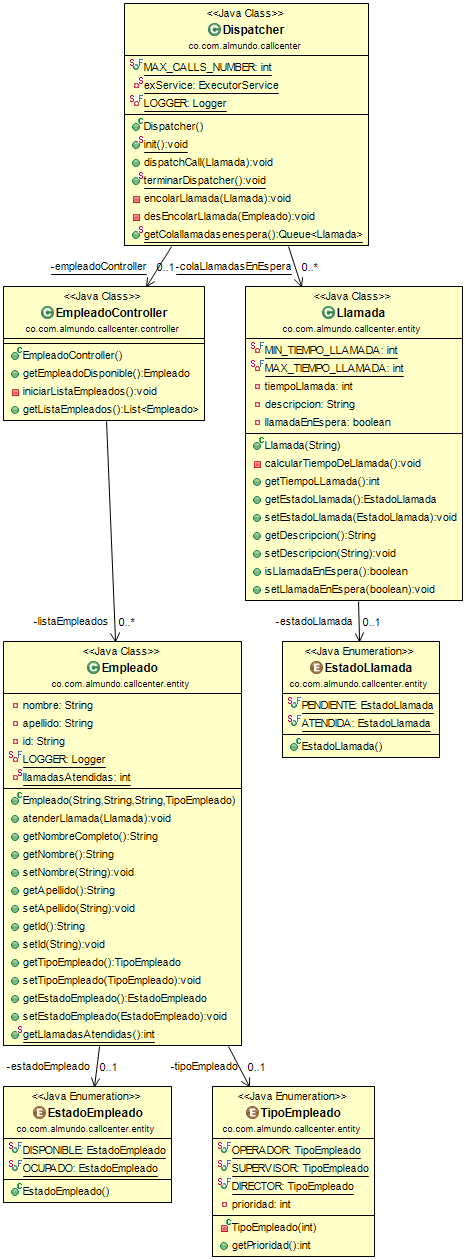 <<Java Class>>
Dispatcher
co.com.almundo.callcenter
MAX_CALLS_NUMBER: int
exService: ExecutorService
LOGGER: Logger
Dispatcher()
init():void
dispatchCall(Llamada):void
terminarDispatcher():void
encolarLlamada(Llamada):void
desEncolarLlamada(Empleado):void
getColallamadasenespera():Queue<Llamada>
-empleadoController 0..1
-colaLlamadasEnEspera 0..*
<<Java Class>>
EmpleadoController
co.com.almundo.callcenter.controller
EmpleadoController()
getEmpleadoDisponible():Empleado
iniciarListaEmpleados():void
getListaEmpleados():List<Empleado>
<<Java Class>>
Llamada
co.com.almundo.callcenter.entity
MIN_TIEMPO_LLAMADA: int
MAX_TIEMPO_LLAMADA: int
tiempoLlamada: int
descripcion: String
llamadaEnEspera: boolean
Llamada(String)
calcularTiempoDeLlamada():void
getTiempoLLamada():int
getEstadoLlamada():EstadoLlamada
setEstadoLlamada(EstadoLlamada):void
getDescripcion():String
setDescripcion(String):void
isLlamadaEnEspera():boolean
setLlamadaEnEspera(boolean):void
-listaEmpleados 0..*
-estadoLlamada 0..1
<<Java Class>>
Empleado
co.com.almundo.callcenter.entity
nombre: String
apellido: String
id: String
LOGGER: Logger
llamadasAtendidas: int
Empleado(String,String,String,TipoEmpleado)
atenderLlamada(Llamada):void
getNombreCompleto():String
getNombre():String
setNombre(String):void
getApellido():String
setApellido(String):void
getId():String
setId(String):void
getTipoEmpleado():TipoEmpleado
setTipoEmpleado(TipoEmpleado):void
getEstadoEmpleado():EstadoEmpleado
setEstadoEmpleado(EstadoEmpleado):void
getLlamadasAtendidas():int
<<Java Enumeration>>
EstadoLlamada
co.com.almundo.callcenter.entity
PENDIENTE: EstadoLlamada
ATENDIDA: EstadoLlamada
EstadoLlamada()
-estadoEmpleado 0..1
-tipoEmpleado 0..1
<<Java Enumeration>>
EstadoEmpleado
co.com.almundo.callcenter.entity
DISPONIBLE: EstadoEmpleado
OCUPADO: EstadoEmpleado
EstadoEmpleado()
<<Java Enumeration>>
TipoEmpleado
co.com.almundo.callcenter.entity
OPERADOR: TipoEmpleado
SUPERVISOR: TipoEmpleado
DIRECTOR: TipoEmpleado
prioridad: int
TipoEmpleado(int)
getPrioridad():int